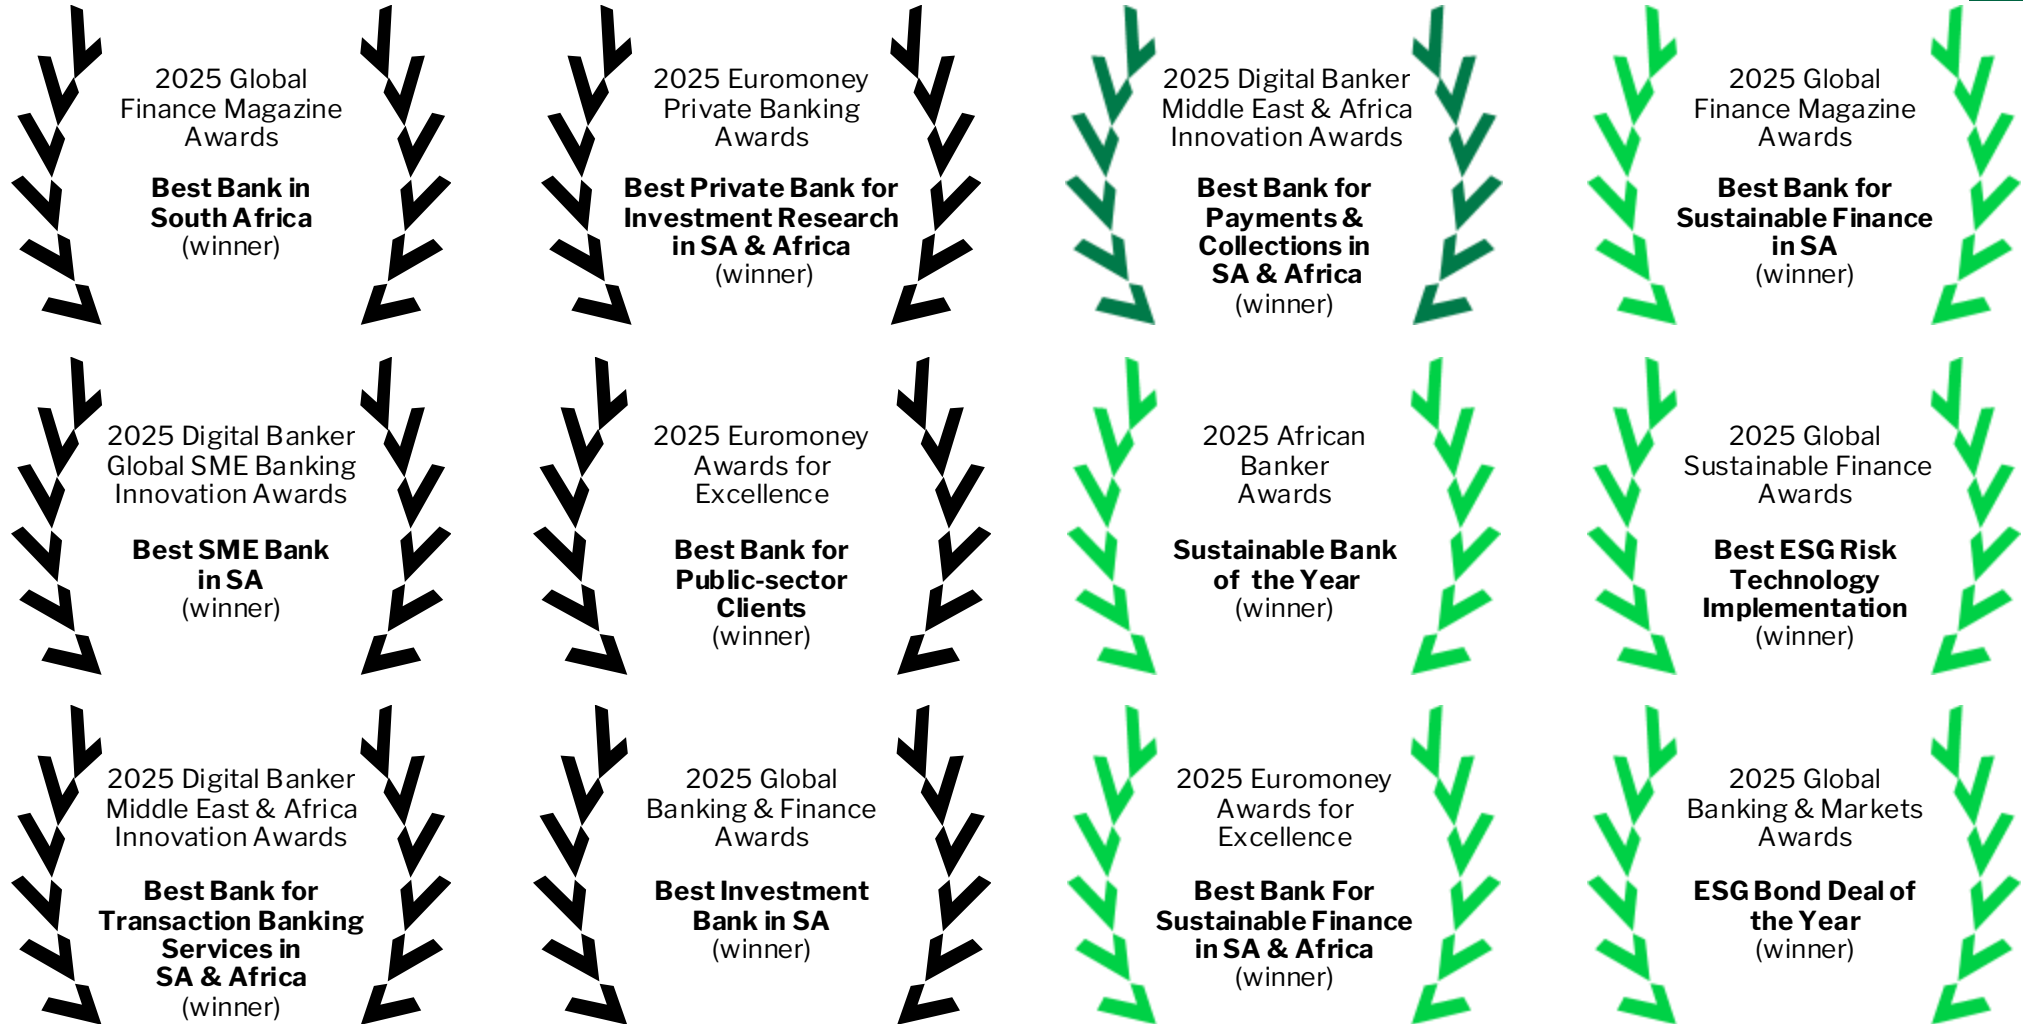 2025 Global
Finance Magazine
Awards
Best Bank in
South Africa
(winner)
2025 Euromoney
Private Banking
Awards
Best Private Bank for
Investment Research
in SA & Africa
(winner)
2025 Digital Banker
Middle East & Africa
Innovation Awards
Best Bank for
Payments &
Collections in
SA & Africa
(winner)
2025 Global
Finance Magazine
Awards
Best Bank for
Sustainable Finance
in SA
(winner)
2025 Digital Banker
Global SME Banking
Innovation Awards
Best SME Bank
in SA
(winner)
2025 Euromoney
Awards for
Excellence
Best Bank for
Public-sector
Clients
(winner)
2025 African
Banker
Awards
Sustainable Bank
of the Year
(winner)
2025 Global
Sustainable Finance
Awards
Best ESG Risk
Technology
Implementation
(winner)
2025 Digital Banker
Middle East & Africa
Innovation Awards
Best Bank for
Transaction Banking
Services in
SA & Africa
(winner)
2025 Global
Banking & Finance
Awards
Best Investment
Bank in SA
(winner)
2025 Euromoney
Awards for
Excellence
Best Bank For
Sustainable Finance
in SA & Africa
(winner)
2025 Global
Banking & Markets
Awards
ESG Bond Deal of
the Year
(winner)